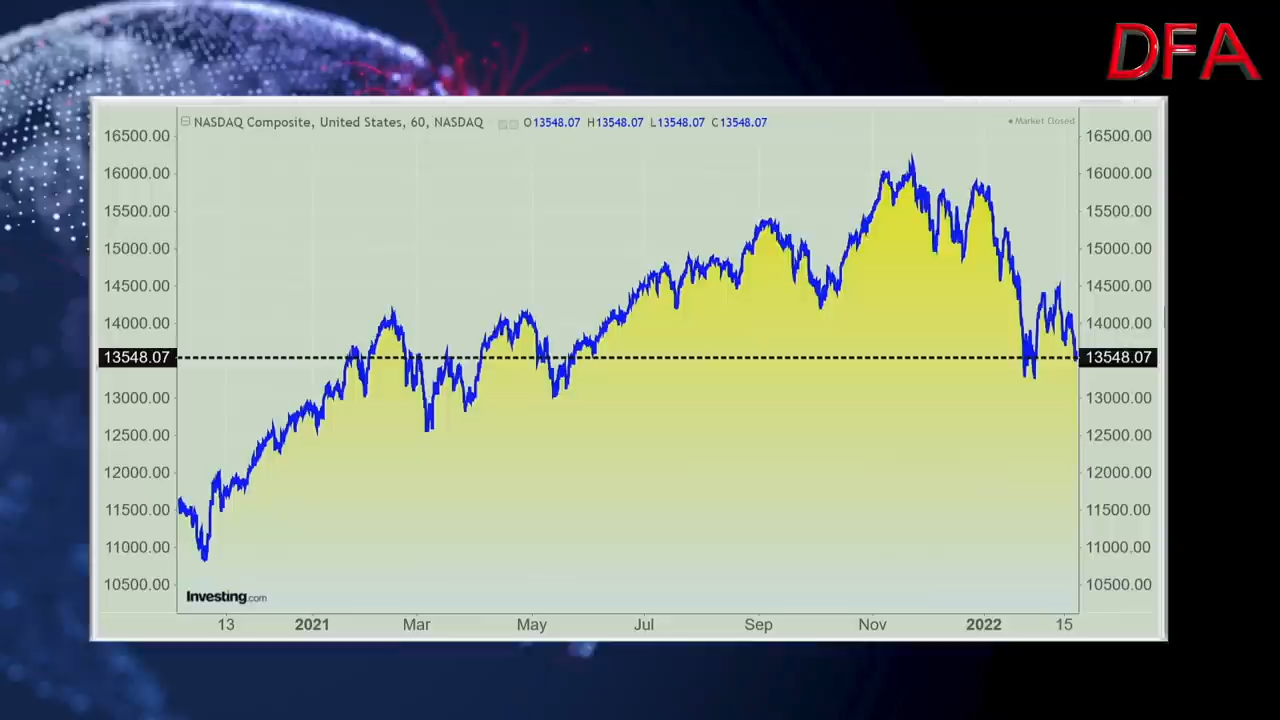 DFA
NASDAQ Composite, United States, 60, NASDAQ O13548.07 H13548.07 L13548.07 C13548.07
Market Closed
16500.00 16500.00
16000.00 16000.00
15500.00 15500.00
15000.00 15000.00
14500.00 14500.00
14000.00 14000.00
13548.07 13548.07
13000.00 13000.00
12500.00 12500.00
12000.00 12000.00
11500.00 11500.00
11000.00 11000.00
10500.00 10500.00
Investing.com
13 2021 Mar May Jul Sep Nov 2022 15